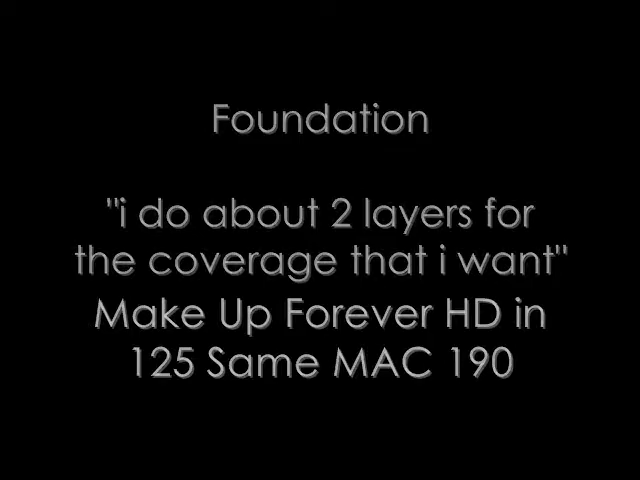 Foundation
"i do about 2 layers for
the coverage that i want"
Make Up Forever HD in
125 Same MAC 190